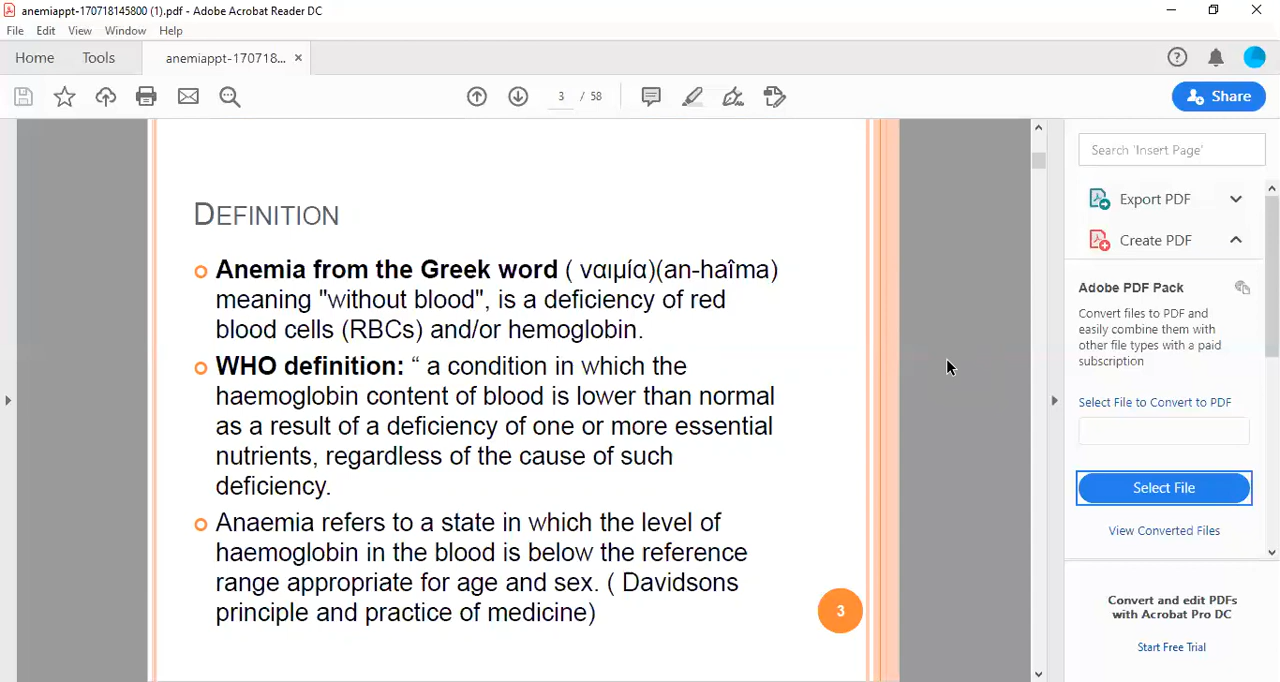 anemiappt-170718145800 (1).pdf - Adobe Acrobat Reader DC
File Edit View Window Help
Home Tools anemiappt-170718... ×
3 / 58
Share
DEFINITION
Anemia from the Greek word ( ναιμία)(an-haîma)
meaning "without blood", is a deficiency of red
blood cells (RBCs) and/or hemoglobin.
WHO definition: “ a condition in which the
haemoglobin content of blood is lower than normal
as a result of a deficiency of one or more essential
nutrients, regardless of the cause of such
deficiency.
Anaemia refers to a state in which the level of
haemoglobin in the blood is below the reference
range appropriate for age and sex. ( Davidsons
principle and practice of medicine)
3
Search 'Insert Page'
Export PDF
Create PDF
Adobe PDF Pack
Convert files to PDF and
easily combine them with
other file types with a paid
subscription
Select File to Convert to PDF
Select File
View Converted Files
Convert and edit PDFs
with Acrobat Pro DC
Start Free Trial